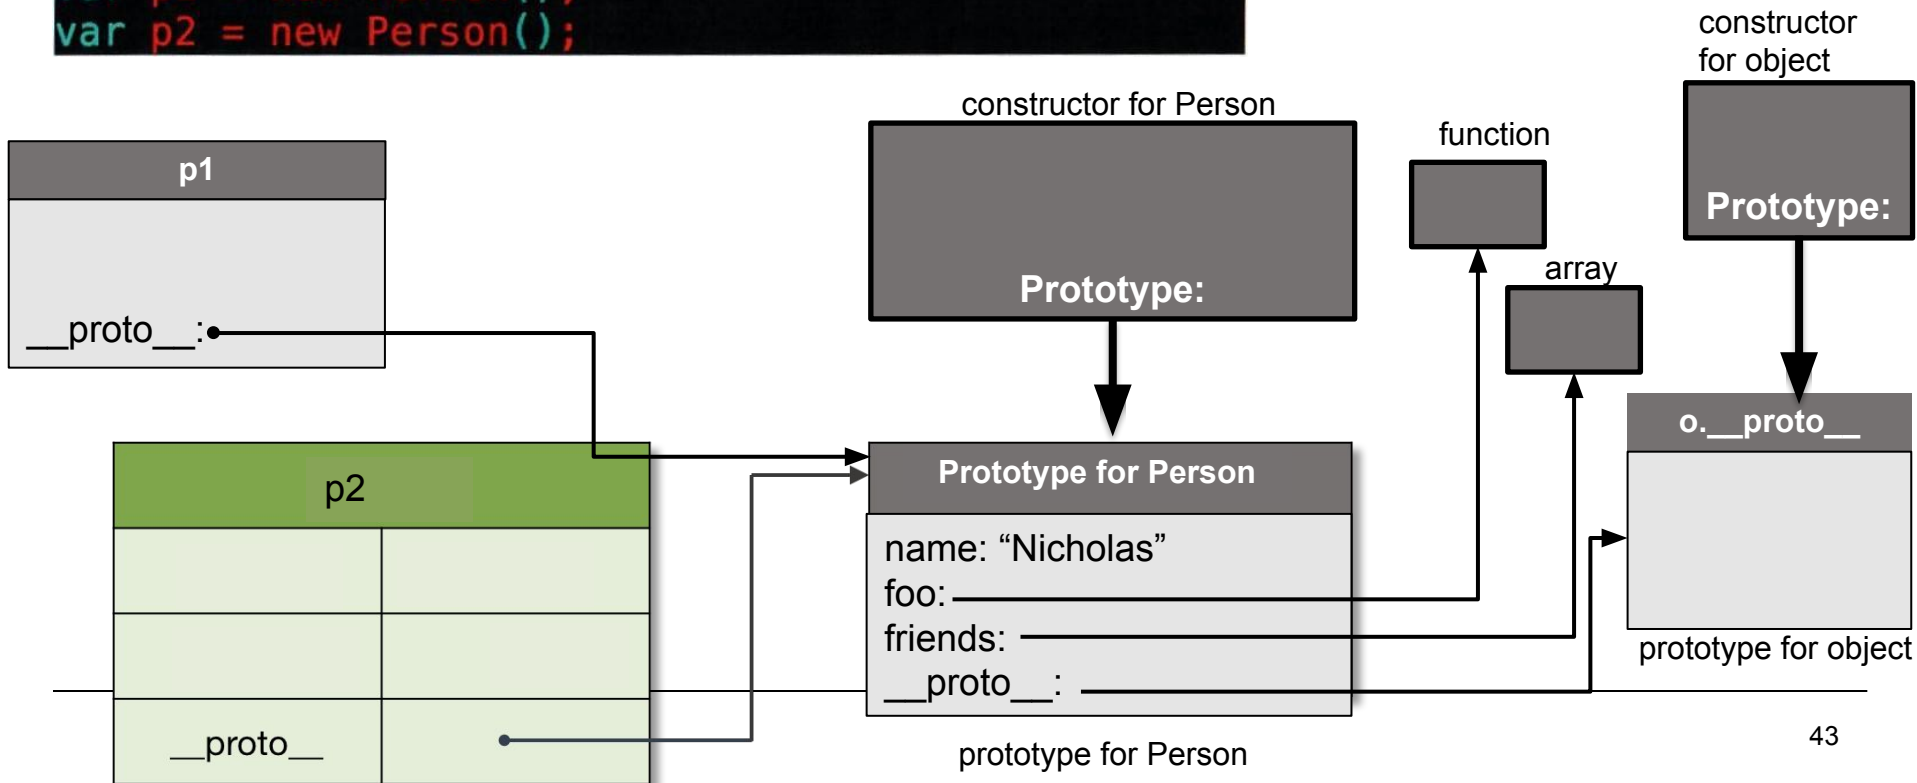 var p2 = new Person();
constructor
for object
constructor for Person
function
p1
Prototype:
Prototype:
array
__proto__:
o.__proto__
p2
Prototype for Person
name: “Nicholas”
foo:
friends:
__proto__:
prototype for object
__proto__
prototype for Person
43